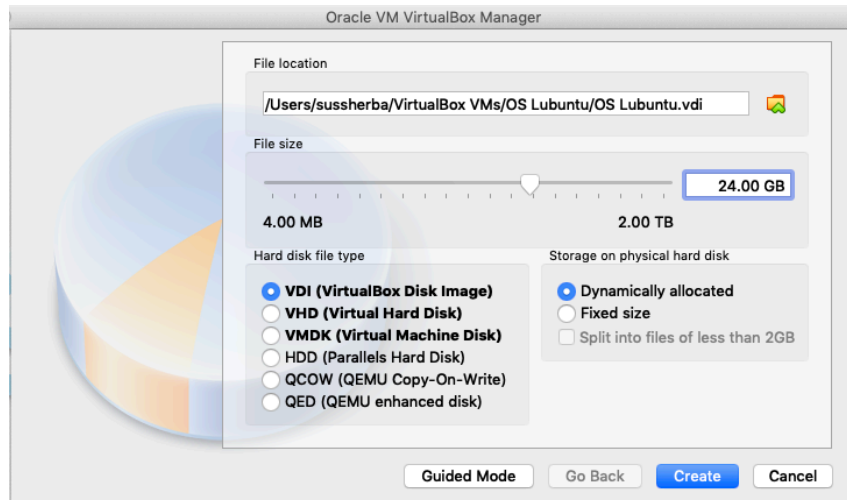 Oracle VM VirtualBox Manager
File location
/Users/sussherba/VirtualBox VMs/OS Lubuntu/OS Lubuntu.vdi
File size
24.00 GB
4.00 MB 2.00 TB
Hard disk file type
VDI (VirtualBox Disk Image)
VHD (Virtual Hard Disk)
VMDK (Virtual Machine Disk)
HDD (Parallels Hard Disk)
QCOW (QEMU Copy-On-Write)
QED (QEMU enhanced disk)
Storage on physical hard disk
Dynamically allocated
Fixed size
Split into files of less than 2GB
Guided Mode Go Back Create Cancel